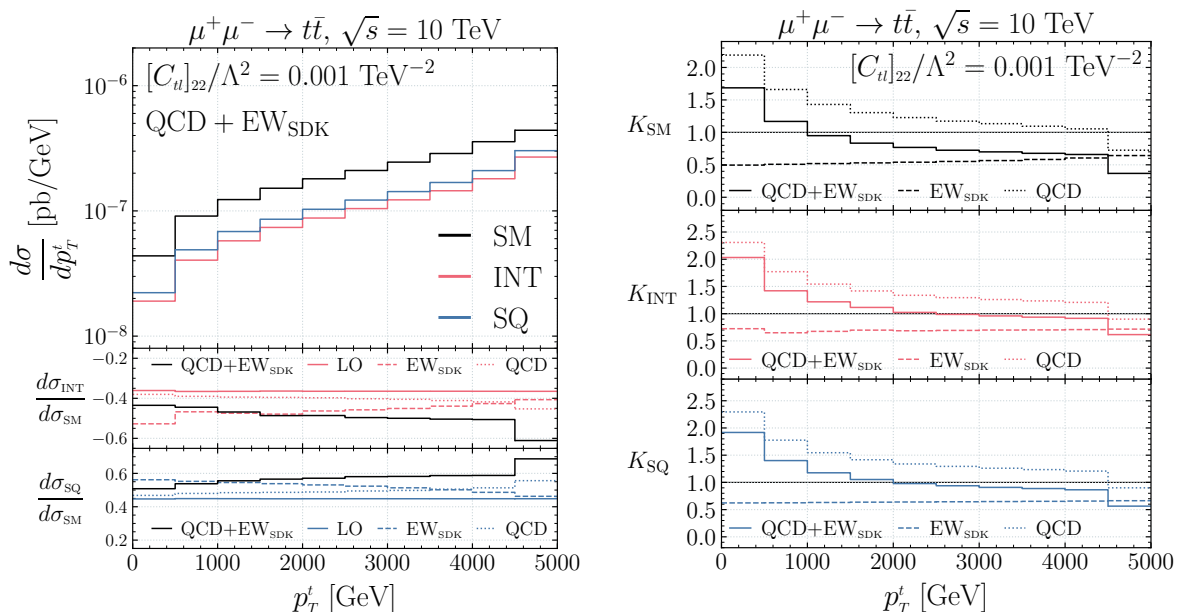 μ⁺μ⁻ → tt̄, √s = 10 TeV
[C_{tl}]₂₂/Λ² = 0.001 TeV⁻²
QCD + EW_SDK
dσ/dp_T^t [pb/GeV]
10⁻⁶
10⁻⁷
10⁻⁸
SM
INT
SQ
dσ_INT/dσ_SM
−0.2
−0.4
−0.6
QCD+EW_SDK LO EW_SDK QCD
dσ_SQ/dσ_SM
0.6
0.4
0.2
QCD+EW_SDK LO EW_SDK QCD
0 1000 2000 3000 4000 5000
p_T^t [GeV]
μ⁺μ⁻ → tt̄, √s = 10 TeV
[C_{tl}]₂₂/Λ² = 0.001 TeV⁻²
K_SM
2.0
1.5
1.0
0.5
0.0
QCD+EW_SDK EW_SDK QCD
K_INT
2.5
2.0
1.5
1.0
0.5
0.0
QCD+EW_SDK EW_SDK QCD
K_SQ
2.5
2.0
1.5
1.0
0.5
0.0
QCD+EW_SDK EW_SDK QCD
0 1000 2000 3000 4000 5000
p_T^t [GeV]